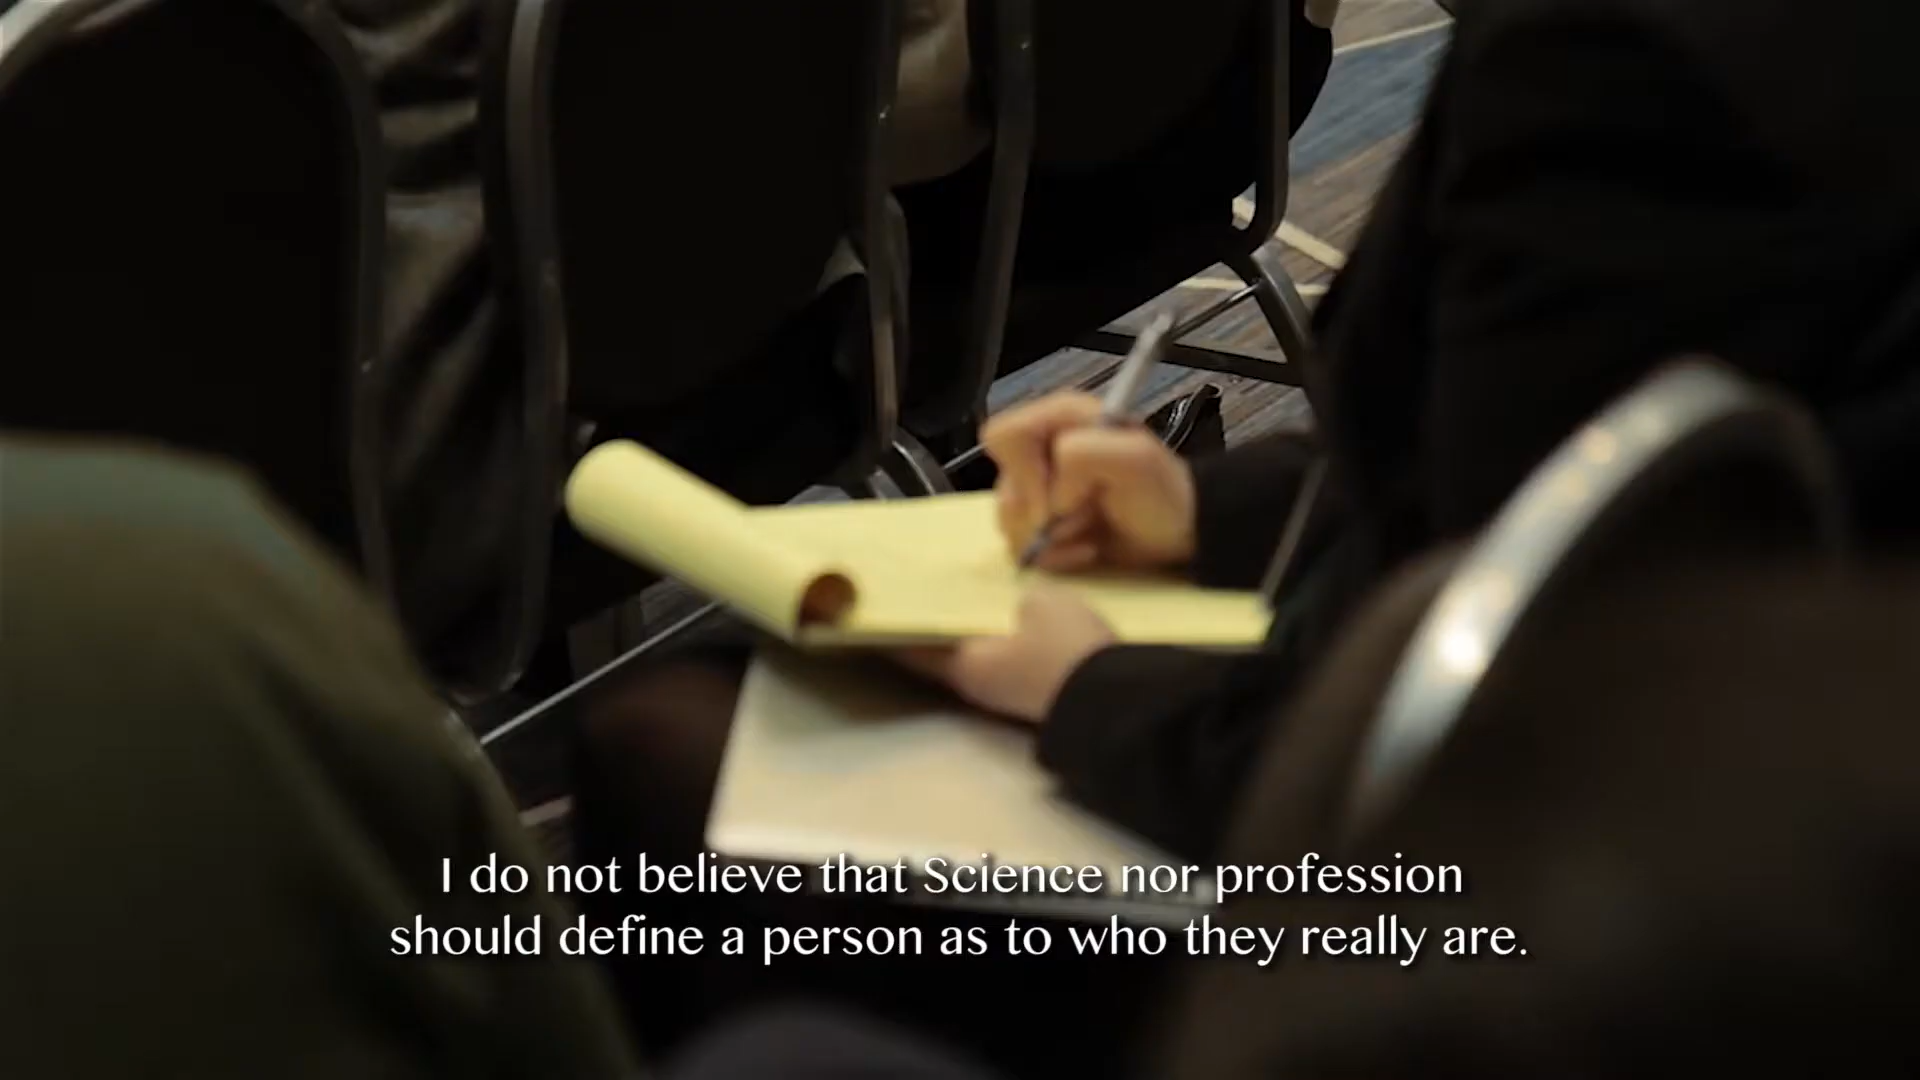 I do not believe that Science nor profession
should define a person as to who they really are.